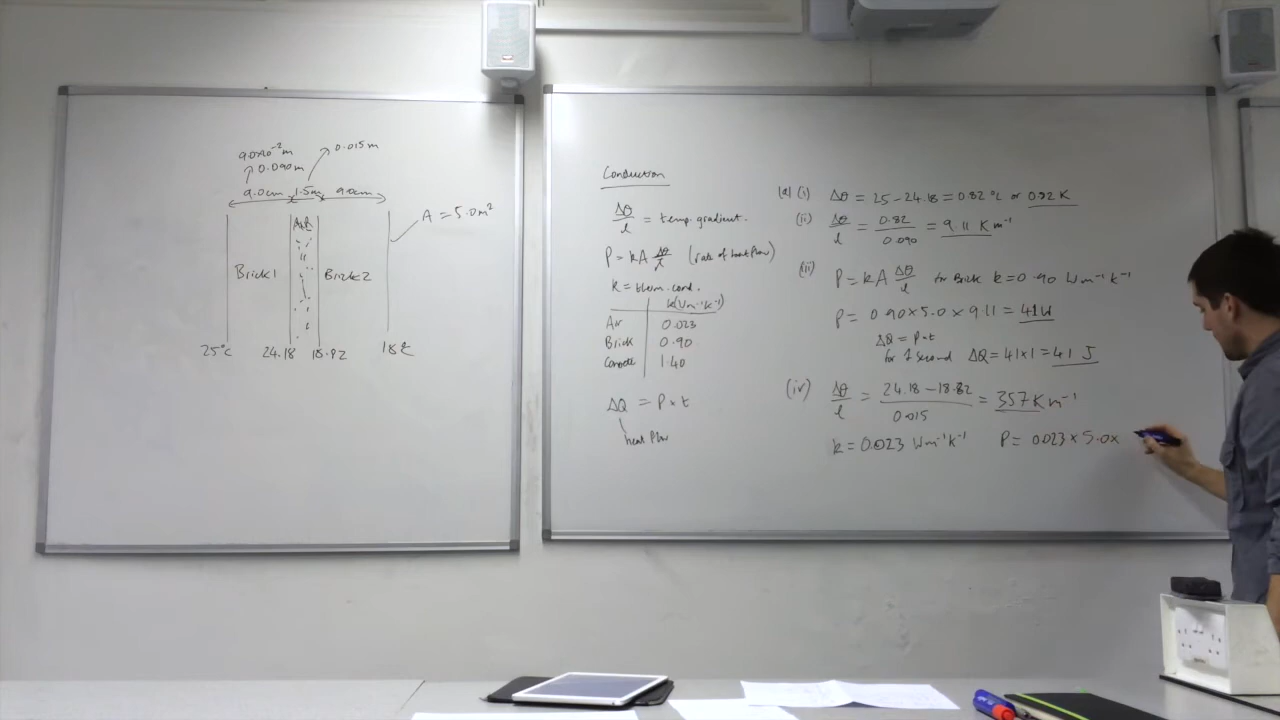 9.0×10⁻² m
0.090m
0.015m
9.0cm 1.5m 9.0cm
A = 5.0m²
Air
Brick 1 Brick 2
25°c 24.18 18.82 18°c
Conduction
Δθ/l = temp. gradient.
P = kA Δθ/l (rate of heat flow)
k = therm. cond.
k(Wm⁻¹K⁻¹)
Air 0.023
Brick 0.90
Concrete 1.40
ΔQ = P × t
heat flow
(a) (i) Δθ = 25 - 24.18 = 0.82 °C or 0.82 K
(ii) Δθ/l = 0.82/0.090 = 9.11 K m⁻¹
(iii) P = kA Δθ/l for Brick k = 0.90 Wm⁻¹K⁻¹
P = 0.90 × 5.0 × 9.11 = 41W
ΔQ = P×t
for 1 second ΔQ = 41×1 = 41 J
(iv) Δθ/l = 24.18 - 18.82/0.015 = 357 K m⁻¹
k = 0.023 Wm⁻¹K⁻¹ P = 0.023 × 5.0 ×